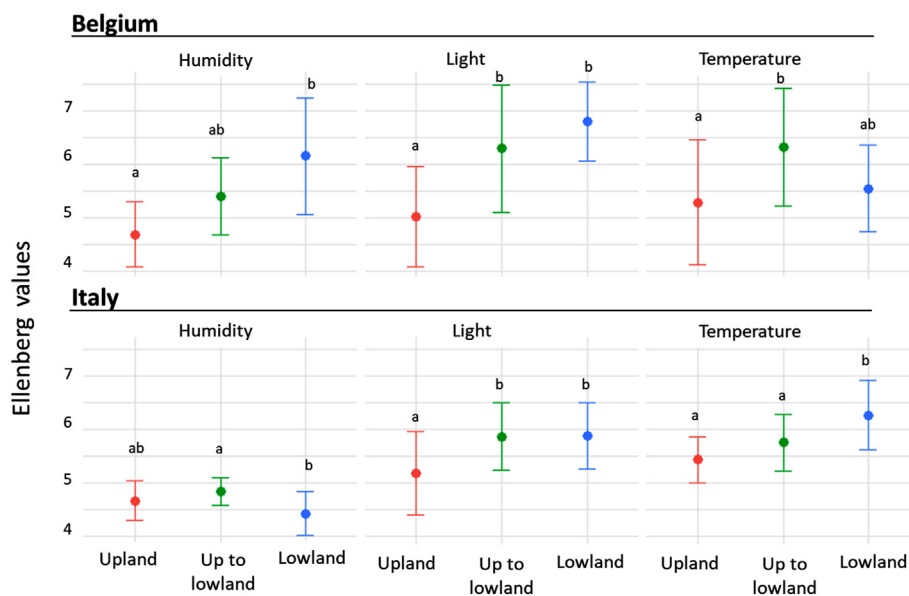 Belgium
Humidity Light Temperature
b b b
ab a a ab
a
7
6
5
4
Ellenberg values
Italy
Humidity Light Temperature
ab a b a b b a a b
7
6
5
4
Upland Up to lowland Lowland Upland Up to lowland Lowland Upland Up to lowland Lowland